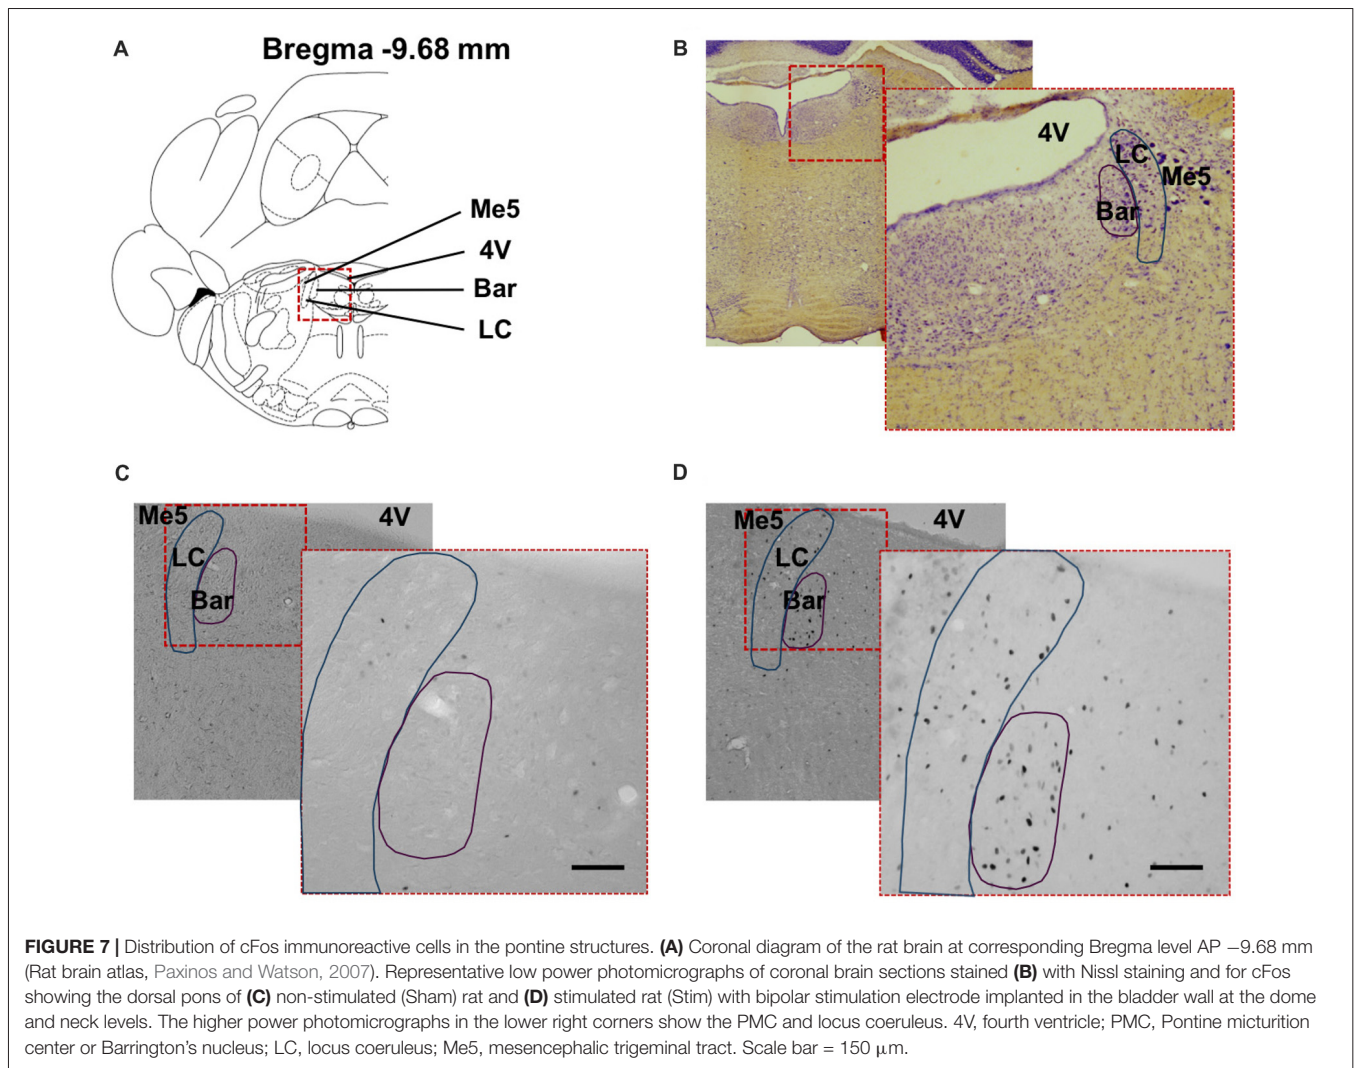 A
Bregma -9.68 mm
Me5
4V
Bar
LC
B
4V
LC
Me5
Bar
C
Me5
4V
LC
Bar
D
Me5
4V
LC
Bar
FIGURE 7 | Distribution of cFos immunoreactive cells in the pontine structures. (A) Coronal diagram of the rat brain at corresponding Bregma level AP −9.68 mm
(Rat brain atlas, Paxinos and Watson, 2007). Representative low power photomicrographs of coronal brain sections stained (B) with Nissl staining and for cFos
showing the dorsal pons of (C) non-stimulated (Sham) rat and (D) stimulated rat (Stim) with bipolar stimulation electrode implanted in the bladder wall at the dome
and neck levels. The higher power photomicrographs in the lower right corners show the PMC and locus coeruleus. 4V, fourth ventricle; PMC, Pontine micturition
center or Barrington's nucleus; LC, locus coeruleus; Me5, mesencephalic trigeminal tract. Scale bar = 150 μm.